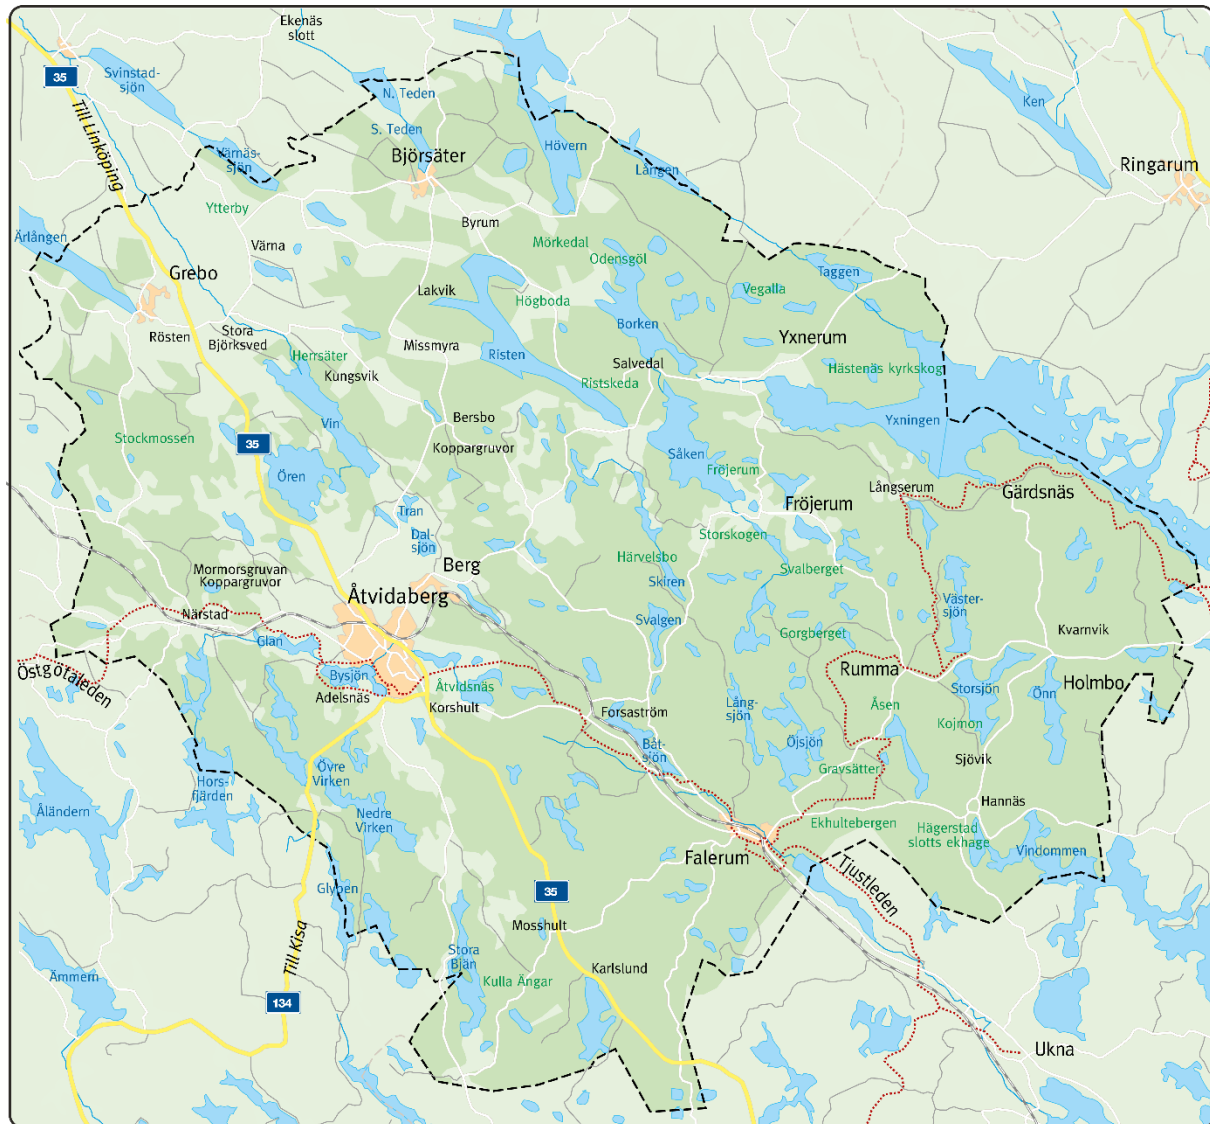 Ekenäs
slott
35
Svinstad-
sjön
N. Teden
Ken
Till Linköping
S. Teden
Hövern
Björsäter
Värnäs-
sjön
Lången
Ringarum
Ytterby
Byrum
Ärlången
Värna
Mörkedal
Odensgöl
Taggen
Grebo
Lakvik
Högboda
Vegalla
Rösten
Stora
Björksved
Borken
Missmyra
Risten
Yxnerum
Herrsäter
Kungsvik
Salvedal
Ristskeda
Hästenäs kyrkskog
Vin
Bersbo
Yxningen
Stockmossen
35
Koppargruvor
Såken
Fröjerum
Ören
Långserum
Gärdsnäs
Tran
Fröjerum
Dal-
sjön
Storskogen
Berg
Härvelsbo
Mormorsgruvan
Koppargruvor
Skiren
Svalberget
Åtvidaberg
Väster-
sjön
Närstad
Svalgen
Gorgberget
Kvarnvik
Glan
Östgötaleden
Bysjön
Åtvidsnäs
Rumma
Storsjön
Önn
Holmbo
Adelsnäs
Korshult
Forsaström
Lång-
sjön
Åsen
Kojmon
Båt-
sjön
Öjsjön
Sjövik
Övre
Virken
Gravsätter
Hors-
fjärden
Åländern
Nedre
Virken
Hannäs
Ekhultebergen
Hägerstad
slotts ekhage
Vindommen
Falerum
Tjustleden
Glyben
35
Mosshult
Till Kisa
Stora
Bjän
Karlslund
Ämmern
Kulla Ängar
134
Ukna